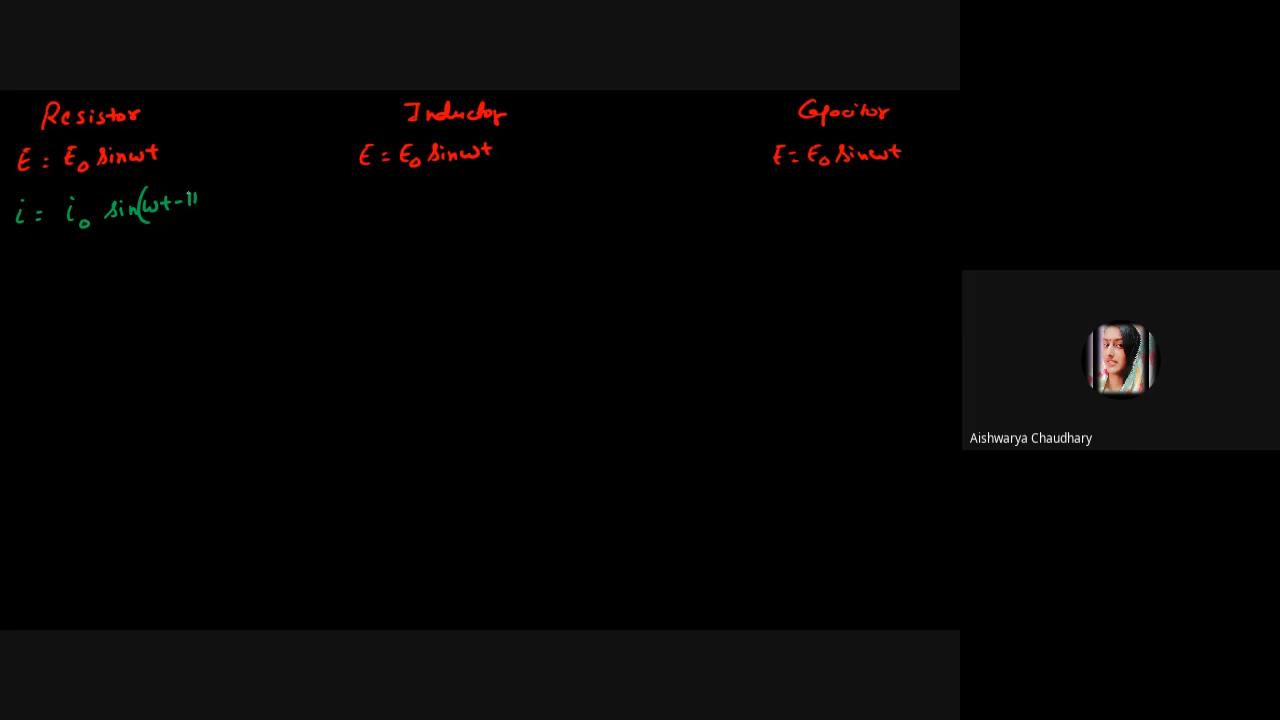 Resistor Inductor Capacitor
E = E₀ sinωt E = E₀ sinωt E = E₀ sinωt
i = i₀ sin(ωt-
Aishwarya Chaudhary